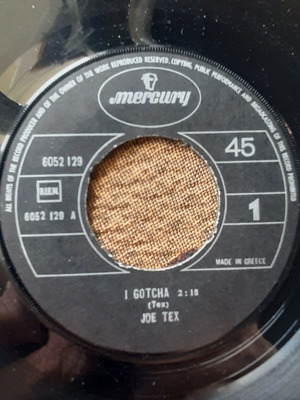 ALL RIGHTS OF THE RECORD PRODUCER AND OF THE OWNER OF THE WORK REPRODUCED RESERVED. COPYING, PUBLIC PERFORMANCE AND BROADCASTING OF THIS RECORD PROHIBITED
mercury
6052 129
45
BIEM
6052 129 A
1
MADE IN GREECE
I GOTCHA 2:18
(Tex)
JOE TEX